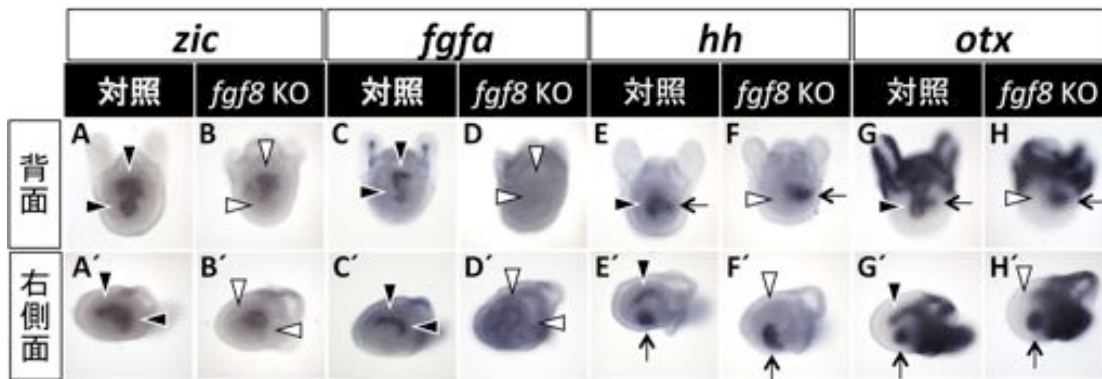 zic fgfa hh otx
対照 fgf8 KO 対照 fgf8 KO 対照 fgf8 KO 対照 fgf8 KO
背面
A B C D E F G H
右側面
A´ B´ C´ D´ E´ F´ G´ H´